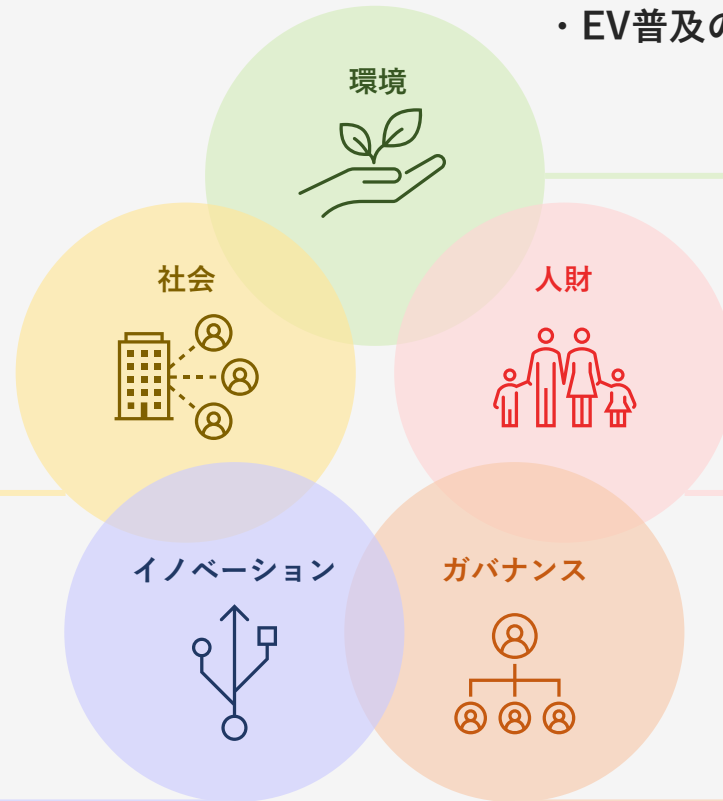 ・EV普及の
環境
社会
人財
イノベーション
ガバナンス